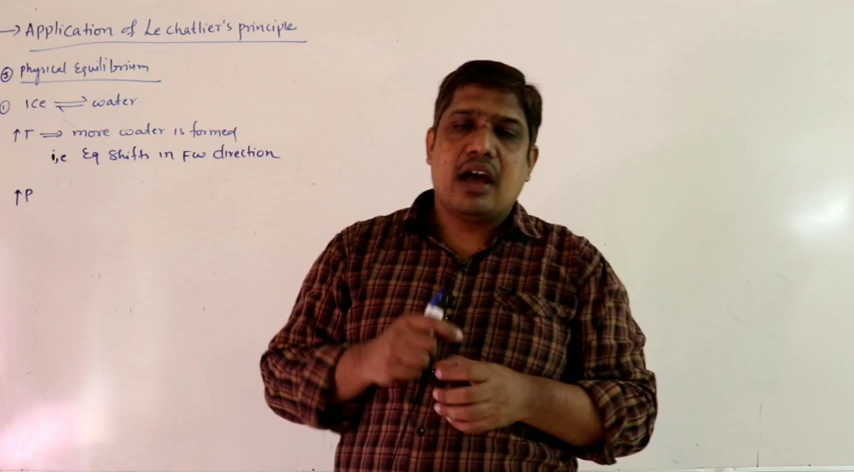 → Application of Le chatlier's principle
① Physical Equilibrium
① Ice ⇌ water
↑T ⇒ more water is formed
i,e Eq shifts in Fw direction
↑P